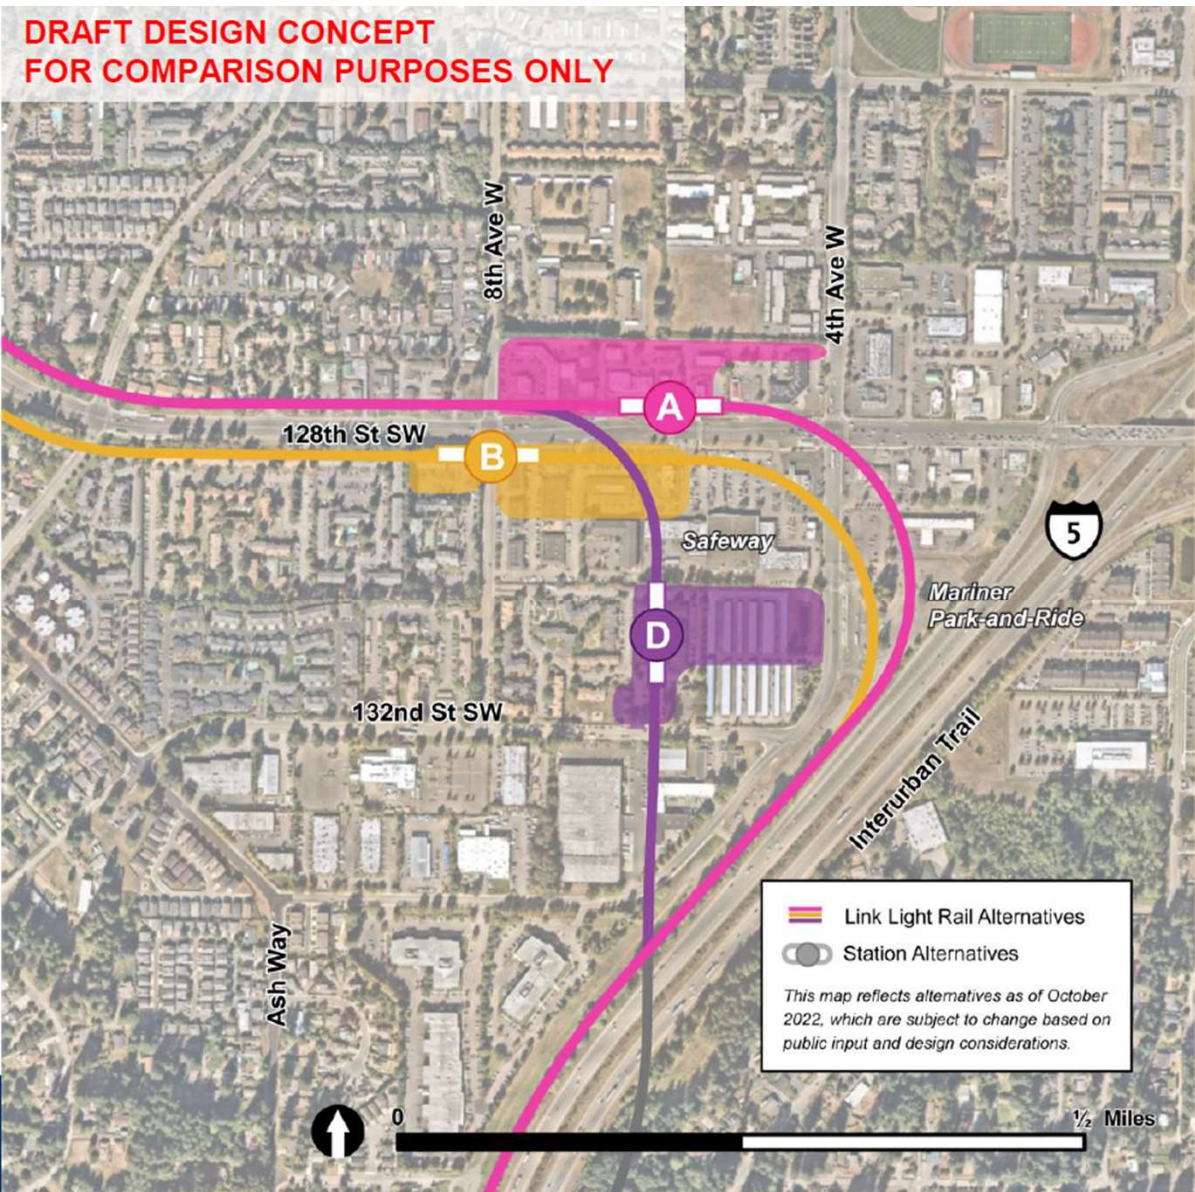 DRAFT DESIGN CONCEPT
FOR COMPARISON PURPOSES ONLY
8th Ave W
4th Ave W
A
128th St SW
B
5
Safeway
Mariner
Park-and-Ride
D
132nd St SW
Interurban Trail
Ash Way
Link Light Rail Alternatives
Station Alternatives
This map reflects alternatives as of October
2022, which are subject to change based on
public input and design considerations.
0
½ Miles